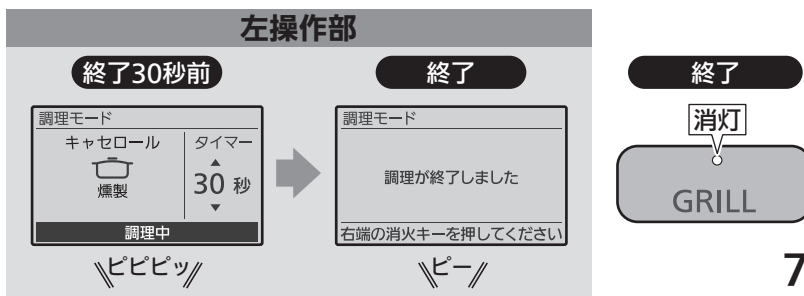 左操作部
終了30秒前
調理モード
キャセロール
燻製
タイマー
▲
30 秒
▼
調理中
ピピピッ
終了
調理モード
調理が終了しました
右端の消火キーを押してください
ピー
終了
消灯
GRILL
7